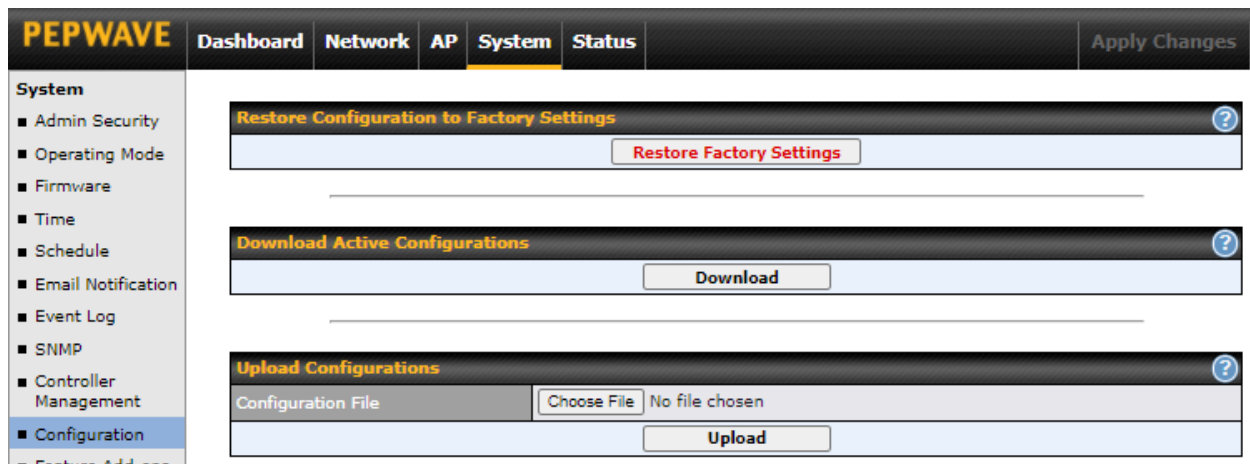 PEPWAVE
Dashboard Network AP System Status Apply Changes
System
Admin Security
Operating Mode
Firmware
Time
Schedule
Email Notification
Event Log
SNMP
Controller
Management
Configuration
Restore Configuration to Factory Settings
Restore Factory Settings
Download Active Configurations
Download
Upload Configurations
Configuration File Choose File No file chosen
Upload